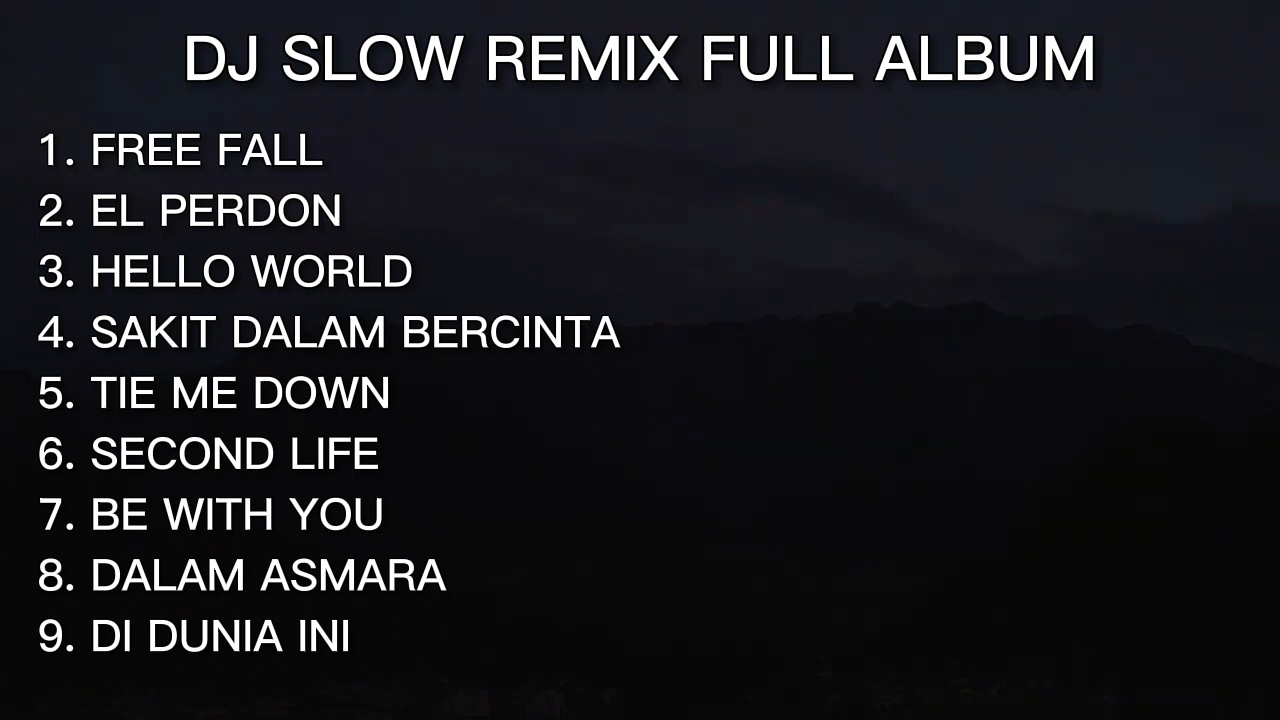 DJ SLOW REMIX FULL ALBUM
1. FREE FALL
2. EL PERDON
3. HELLO WORLD
4. SAKIT DALAM BERCINTA
5. TIE ME DOWN
6. SECOND LIFE
7. BE WITH YOU
8. DALAM ASMARA
9. DI DUNIA INI